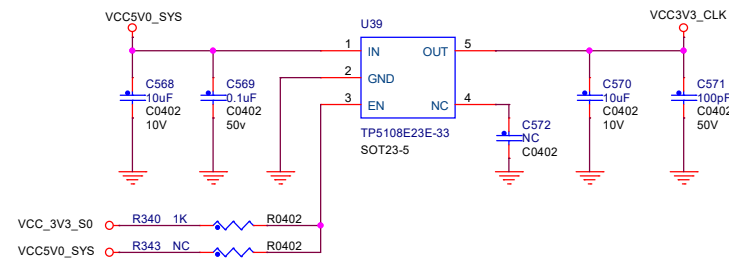 VCC5V0_SYS
VCC3V3_CLK
U39
1 IN OUT 5
2 GND
3 EN NC 4
TP5108E23E-33
SOT23-5
C568
10uF
C0402
10V
C569
0.1uF
C0402
50v
C572
NC
C0402
C570
10uF
C0402
10V
C571
100pF
C0402
50V
VCC_3V3_S0 R340 1K R0402
VCC5V0_SYS R343 NC R0402